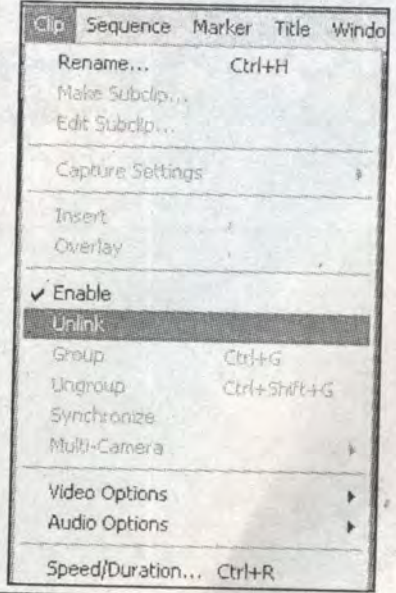 Clip Sequence Marker Title Windo
Rename... Ctrl+H
Make Subclip...
Edit Subclip...
Capture Settings
Insert
Overlay
Enable
Unlink
Group Ctrl+G
Ungroup Ctrl+Shift+G
Synchronize
Multi-Camera
Video Options
Audio Options
Speed/Duration... Ctrl+R